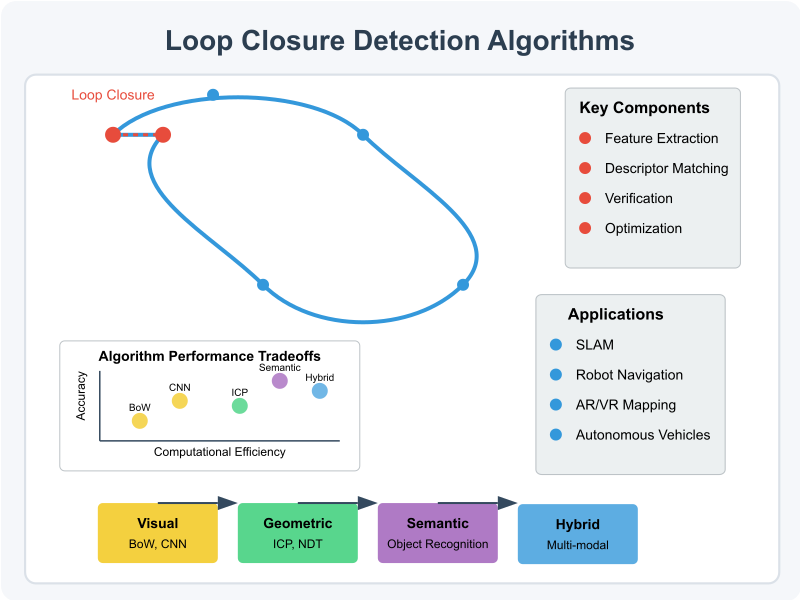 Loop Closure Detection Algorithms
Loop Closure
Key Components
Feature Extraction
Descriptor Matching
Verification
Optimization
Applications
SLAM
Robot Navigation
AR/VR Mapping
Autonomous Vehicles
Algorithm Performance Tradeoffs
Accuracy
BoW
CNN
ICP
Semantic
Hybrid
Computational Efficiency
Visual
BoW, CNN
Geometric
ICP, NDT
Semantic
Object Recognition
Hybrid
Multi-modal